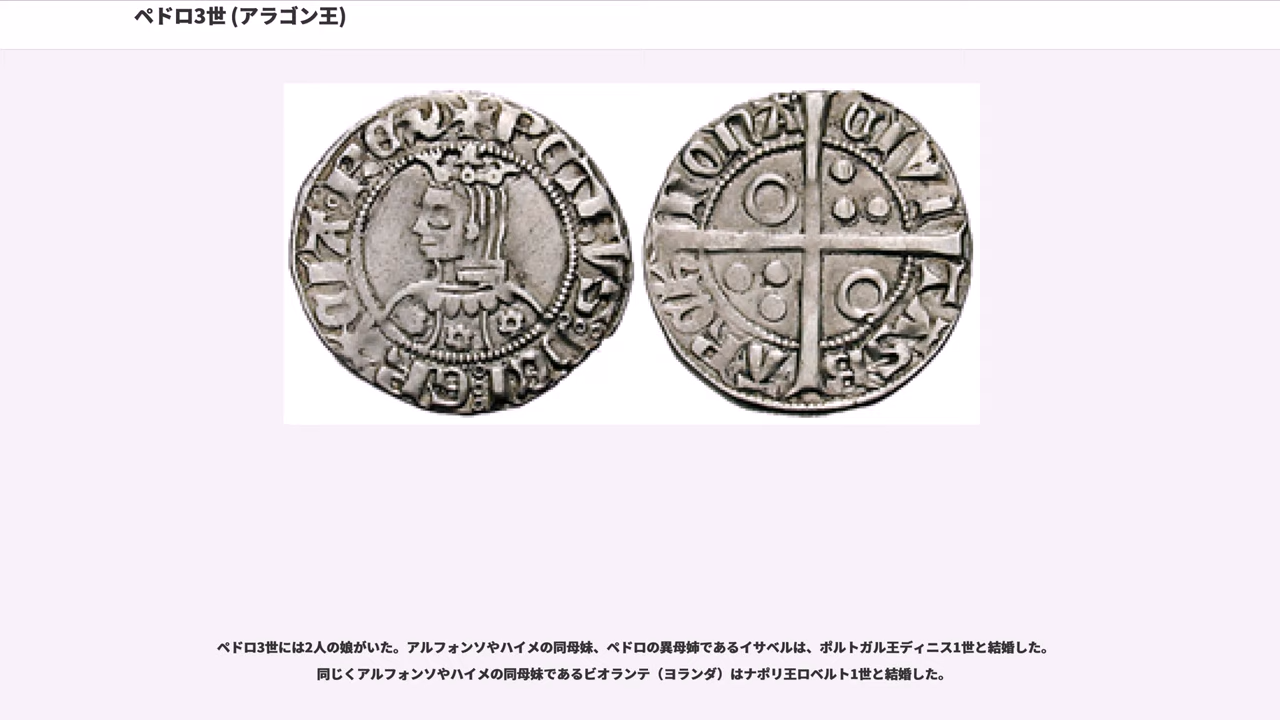 ペドロ3世 (アラゴン王)
ペドロ3世には2人の娘がいた。アルフォンソやハイメの同母妹、ペドロの異母姉であるイサベルは、ポルトガル王ディニス1世と結婚した。
同じくアルフォンソやハイメの同母妹であるビオランテ（ヨランダ）はナポリ王ロベルト1世と結婚した。